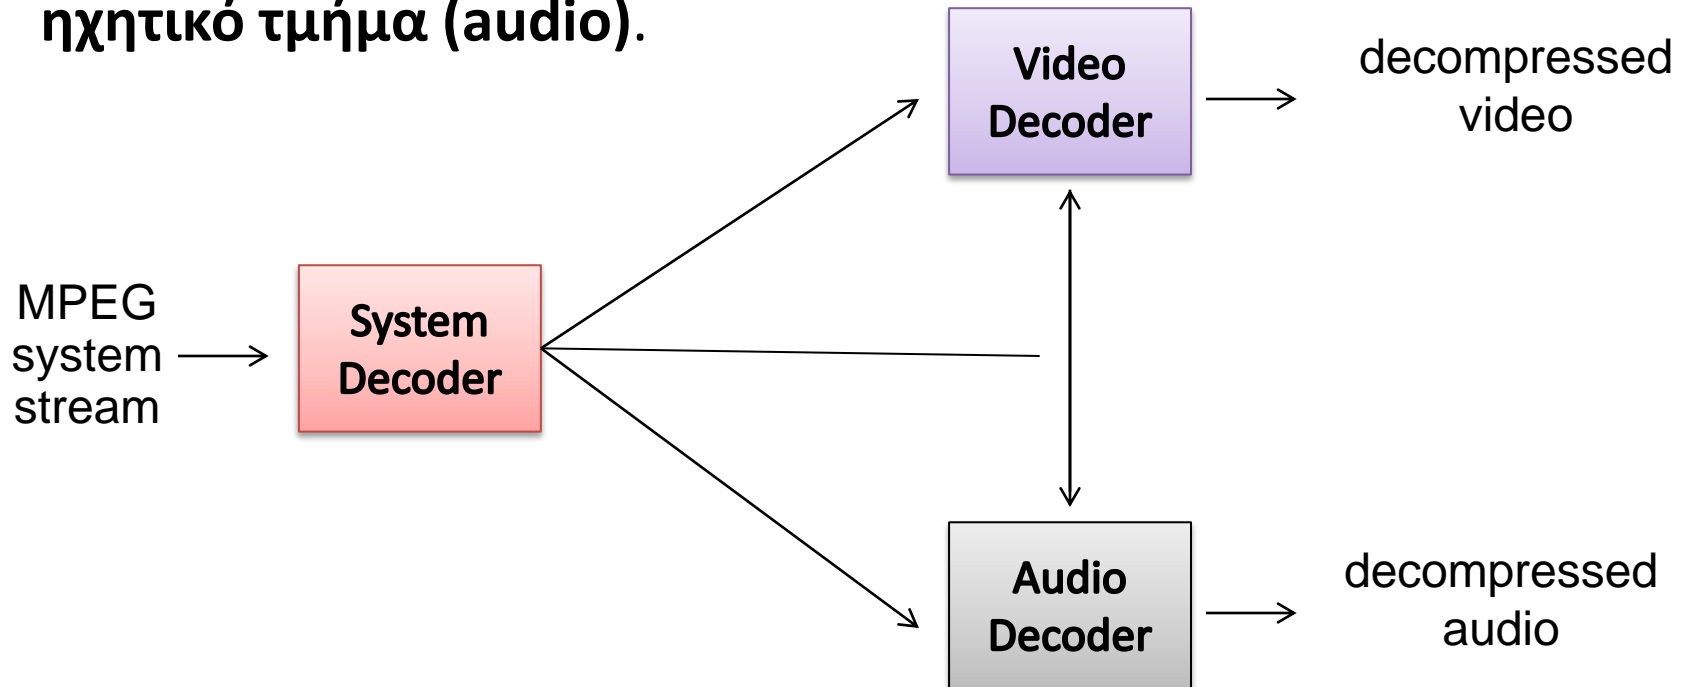 ηχητικό τμήμα (audio).
Video
Decoder
decompressed
video
MPEG
system
stream
System
Decoder
Audio
Decoder
decompressed
audio